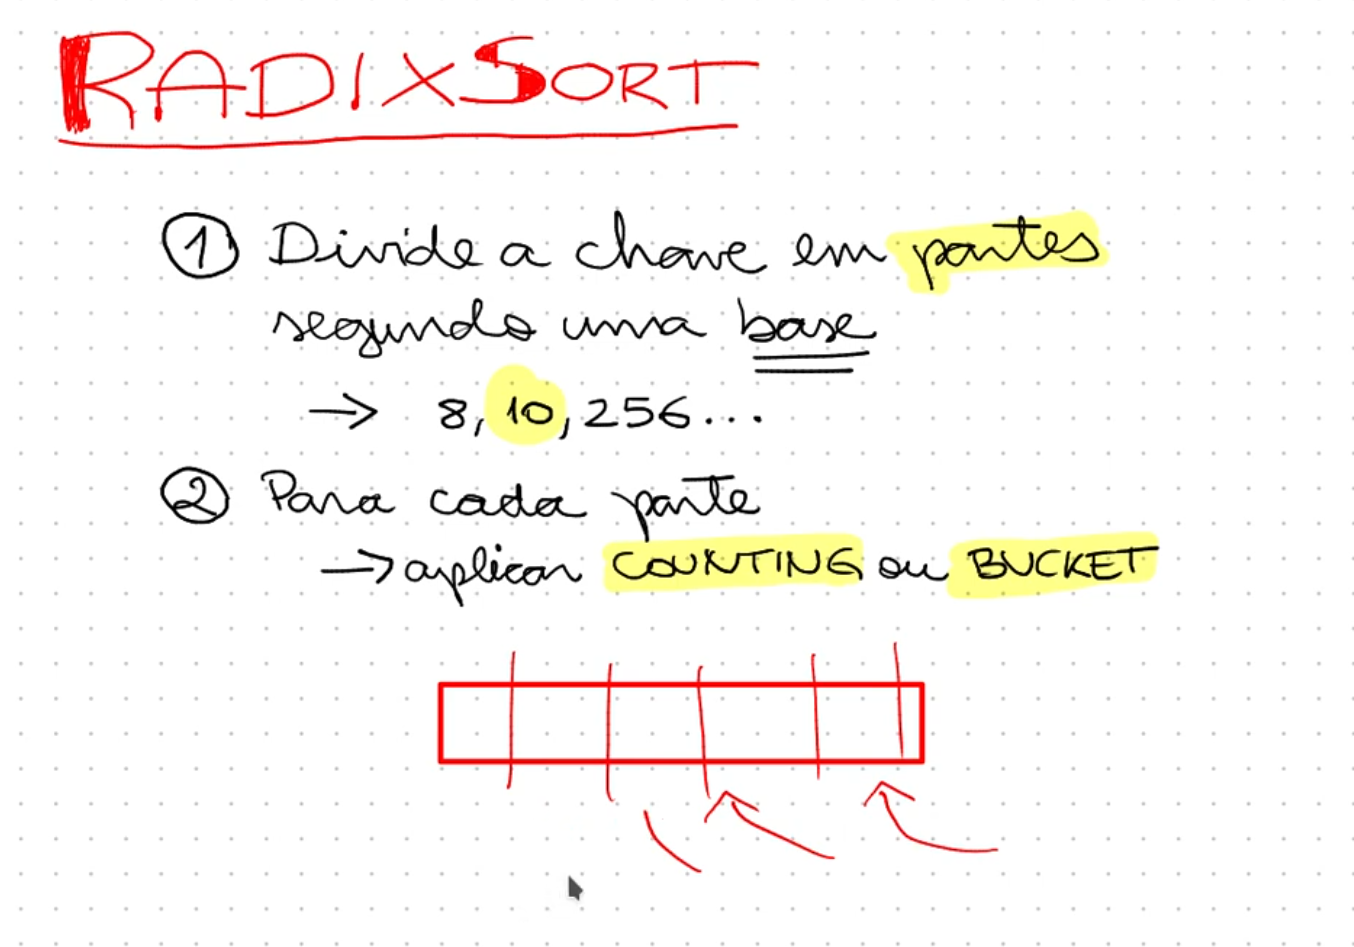 RADIXSORT
① Divide a chave em partes
segundo uma base
→ 8, 10, 256...
② Para cada parte
→ aplicar COUNTING ou BUCKET